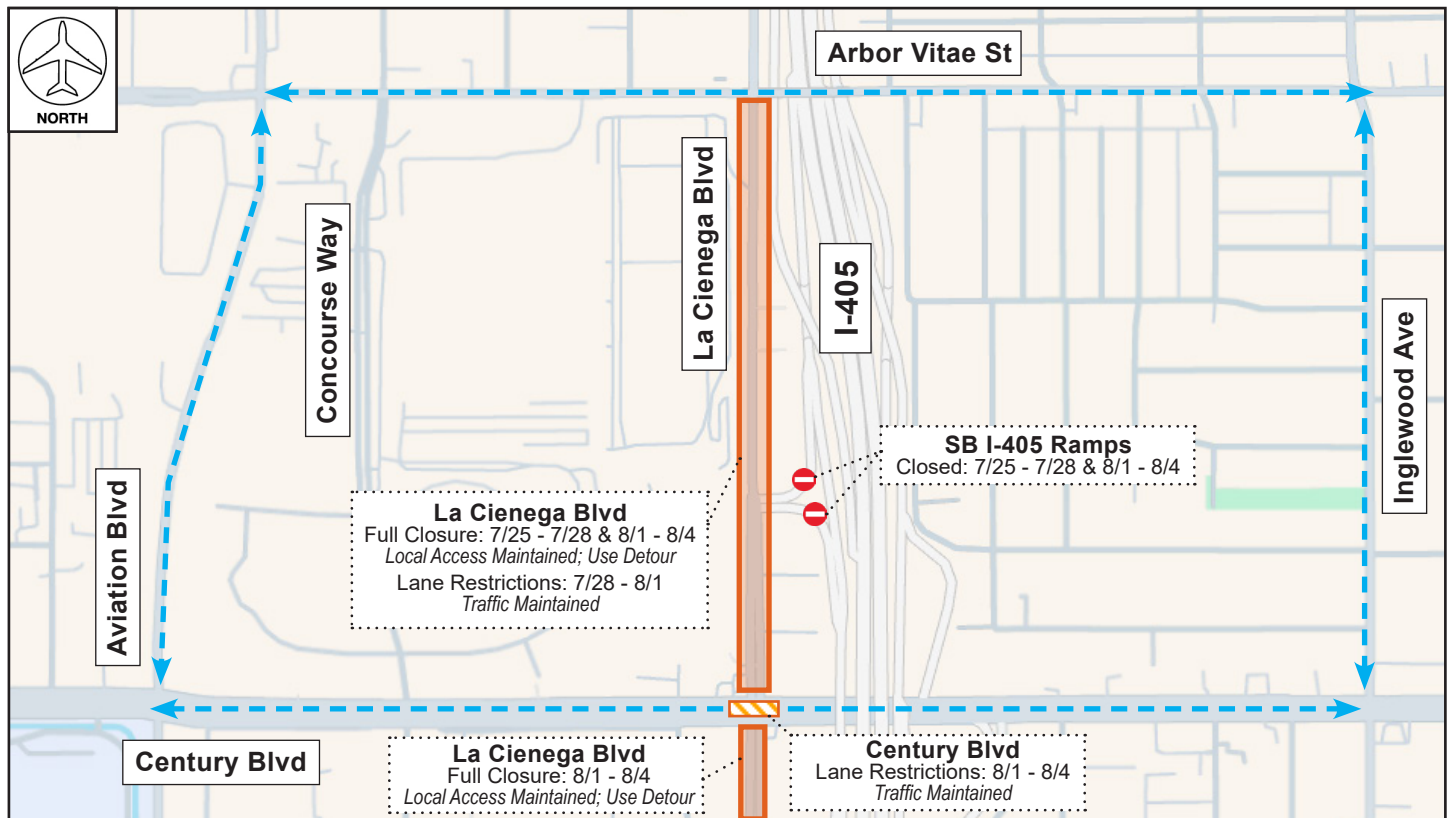 NORTH
Arbor Vitae St
La Cienega Blvd
Concourse Way
I-405
Inglewood Ave
Aviation Blvd
SB I-405 Ramps
Closed: 7/25 - 7/28 & 8/1 - 8/4
La Cienega Blvd
Full Closure: 7/25 - 7/28 & 8/1 - 8/4
Local Access Maintained; Use Detour
Lane Restrictions: 7/28 - 8/1
Traffic Maintained
Century Blvd
La Cienega Blvd
Full Closure: 8/1 - 8/4
Local Access Maintained; Use Detour
Century Blvd
Lane Restrictions: 8/1 - 8/4
Traffic Maintained